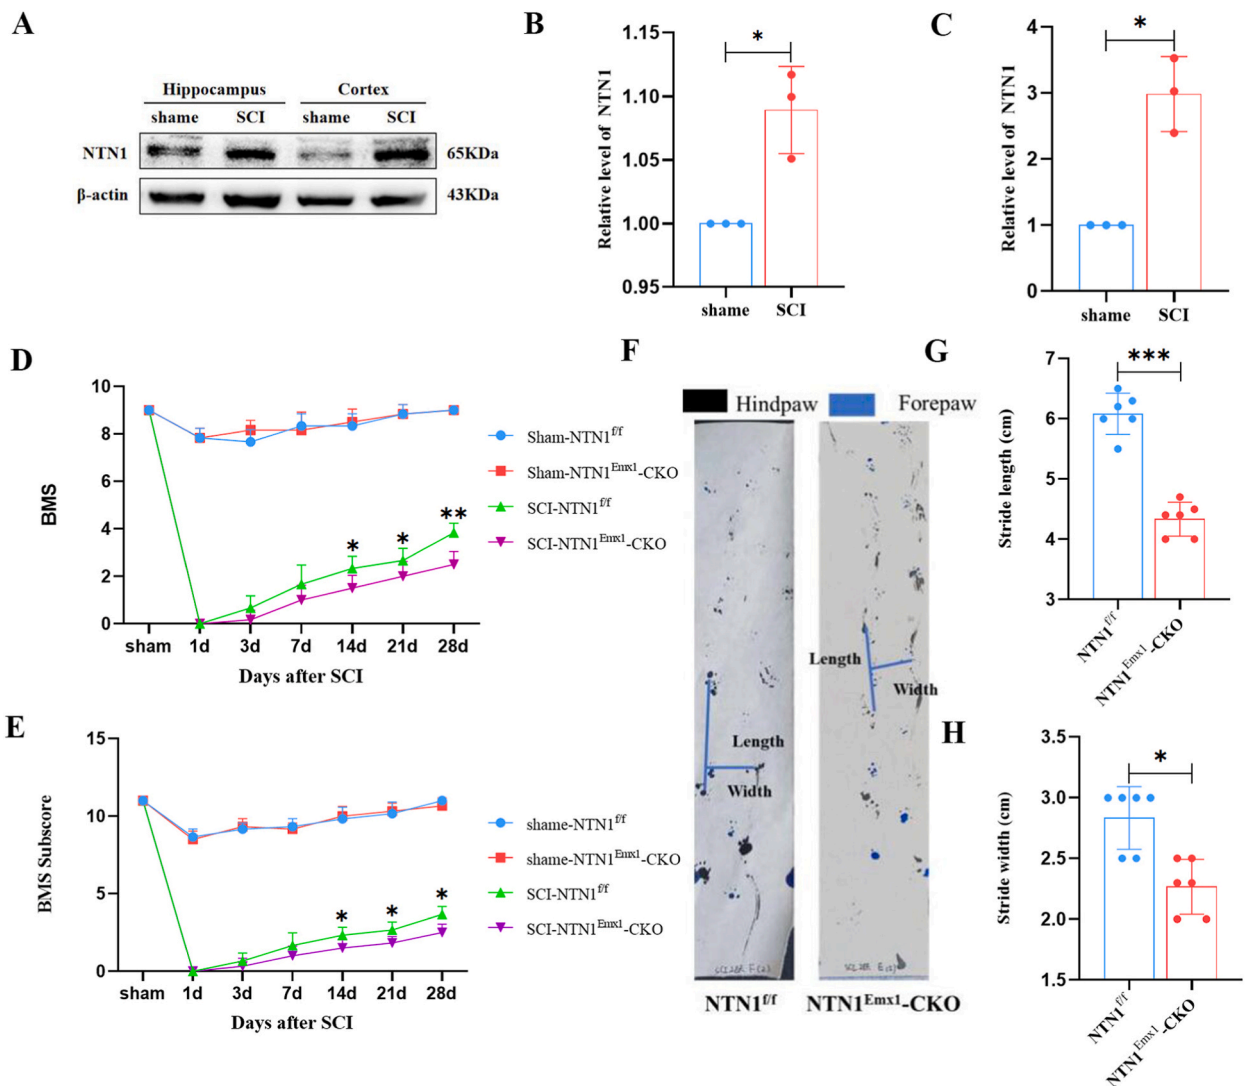 A
Hippocampus Cortex
shame SCI shame SCI
NTN1 65KDa
β-actin 43KDa
B
Relative level of NTN1
1.15
1.10
1.05
1.00
0.95
*
shame SCI
C
Relative level of NTN1
4
3
2
1
0
*
shame SCI
D
BMS
10
8
6
4
2
0
* * **
sham 1d 3d 7d 14d 21d 28d
Days after SCI
Sham-NTN1f/f
Sham-NTN1Emx1-CKO
SCI-NTN1f/f
SCI-NTN1Emx1-CKO
E
BMS Subscore
15
10
5
0
* * *
sham 1d 3d 7d 14d 21d 28d
Days after SCI
shame-NTN1f/f
shame-NTN1Emx1-CKO
SCI-NTN1f/f
SCI-NTN1Emx1-CKO
F
Hindpaw Forepaw
Length
Width
Length
Width
NTN1f/f NTN1Emx1-CKO
G
Stride length (cm)
7
6
5
4
3
***
NTN1f/f
NTN1Emx1-CKO
H
Stride width (cm)
3.5
3.0
2.5
2.0
1.5
*
NTN1f/f
NTN1Emx1-CKO